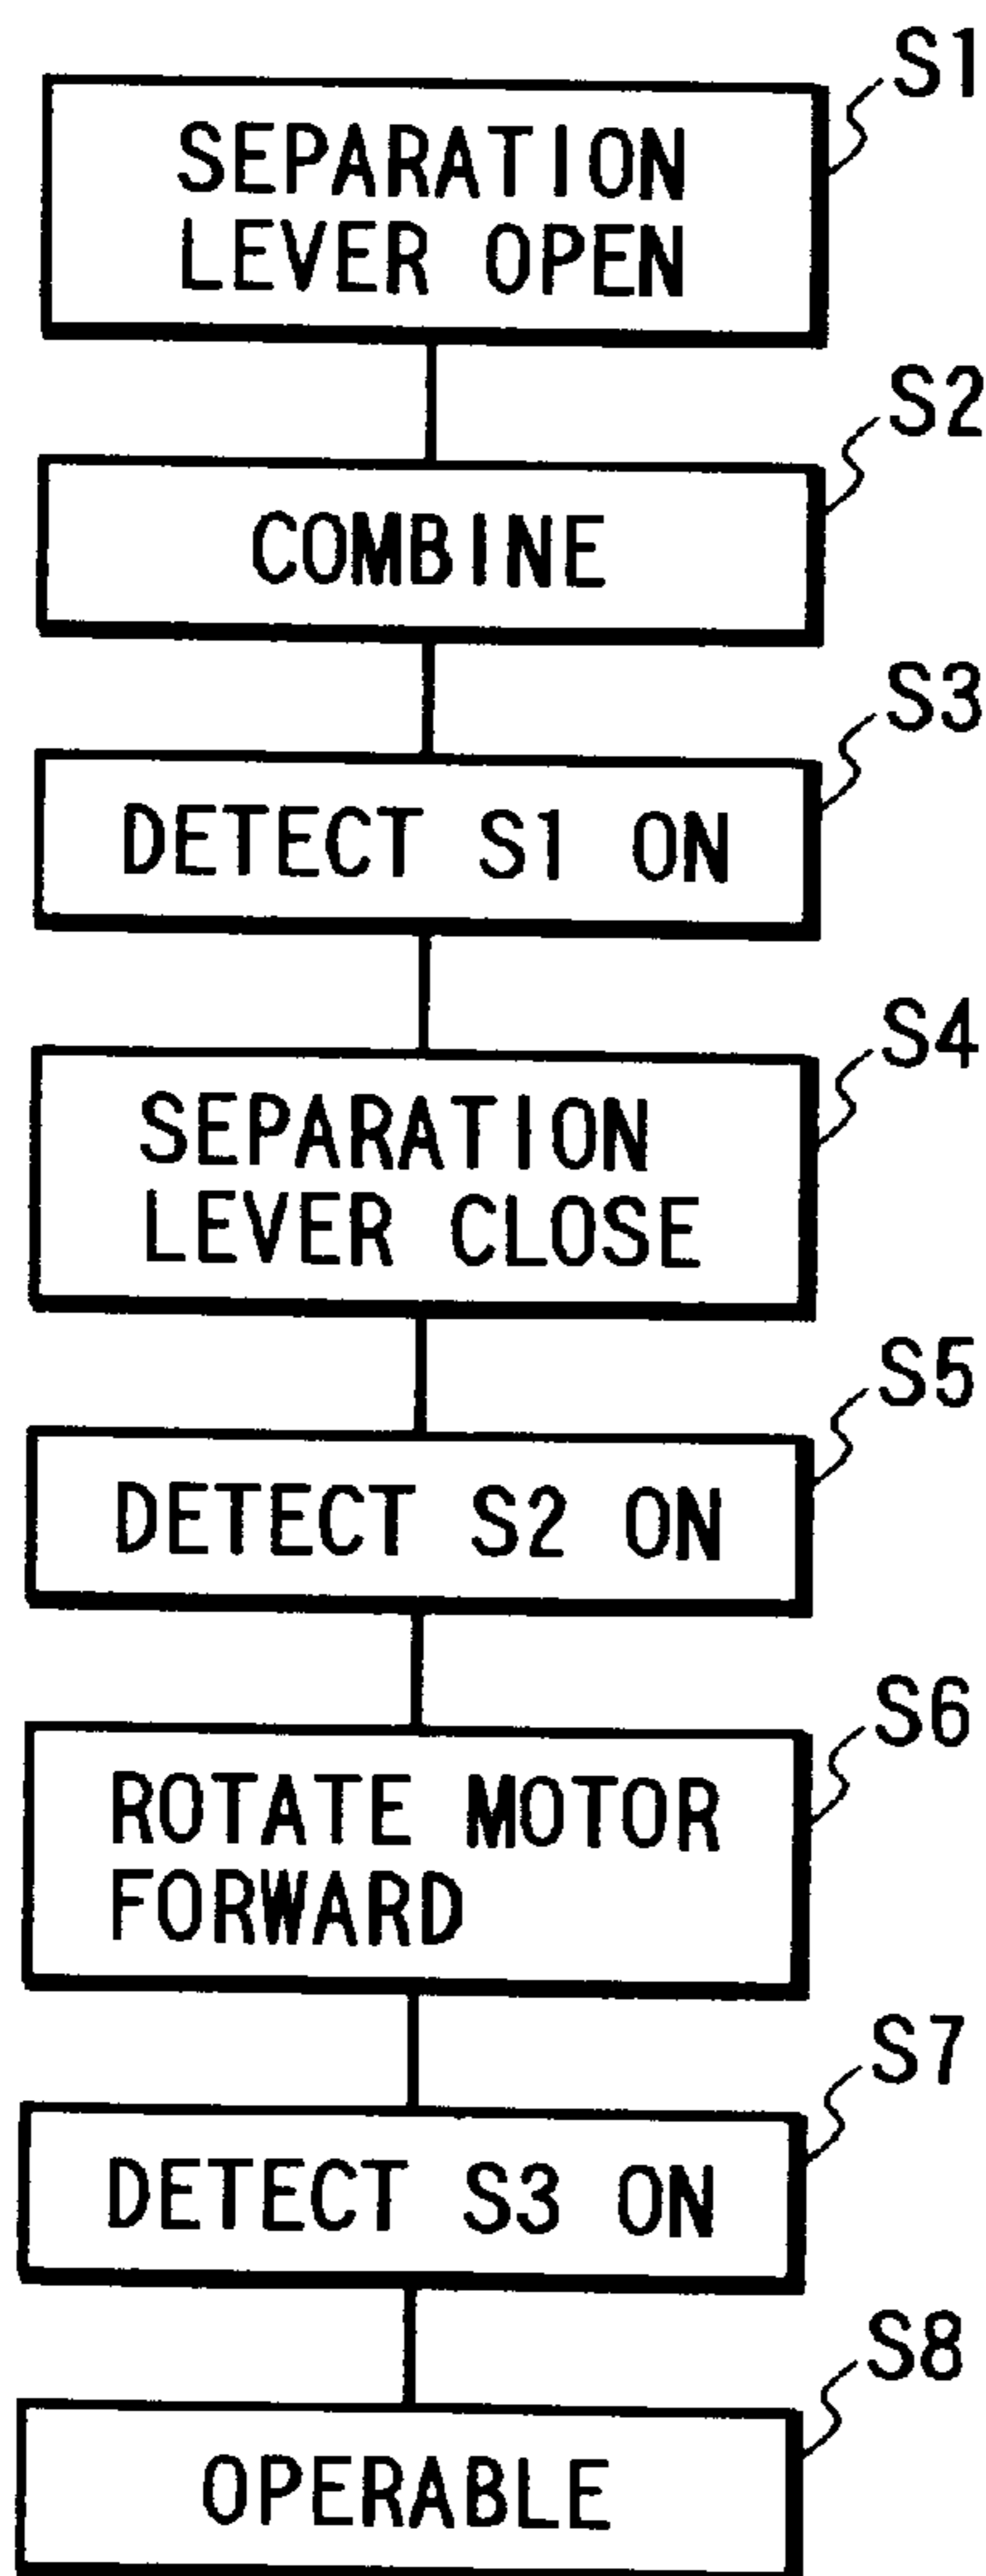 S1
SEPARATION
LEVER OPEN
S2
COMBINE
S3
DETECT S1 ON
S4
SEPARATION
LEVER CLOSE
S5
DETECT S2 ON
S6
ROTATE MOTOR
FORWARD
S7
DETECT S3 ON
S8
OPERABLE